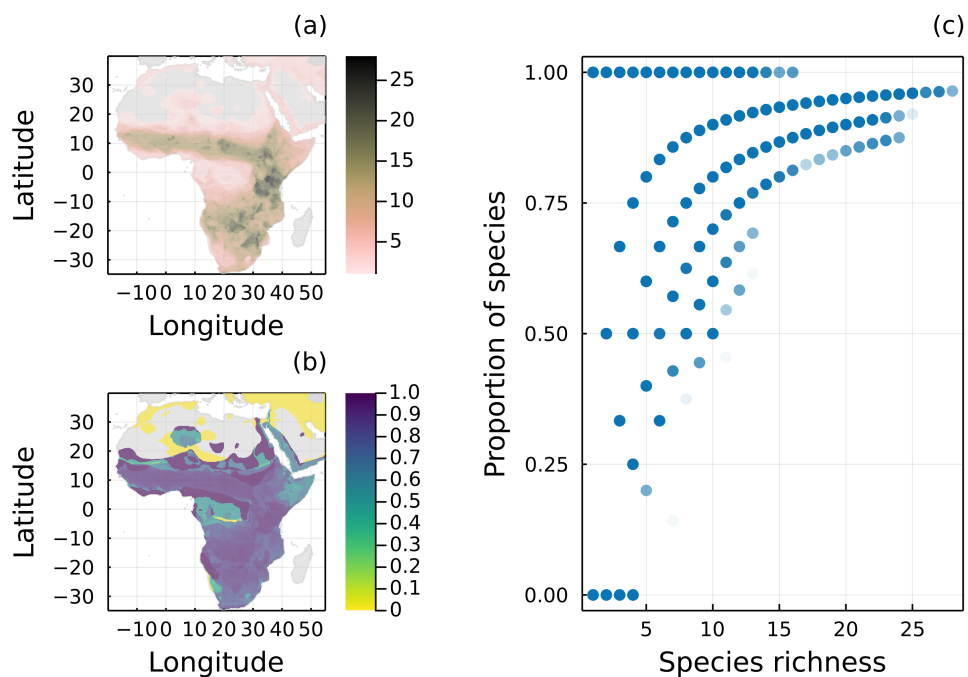 (a)
30
20
10
0
−10
−20
−30
Latitude
−10 0 10 20 30 40 50
Longitude
25
20
15
10
5
(b)
30
20
10
0
−10
−20
−30
Latitude
−10 0 10 20 30 40 50
Longitude
1.0
0.9
0.8
0.7
0.6
0.5
0.4
0.3
0.2
0.1
0
(c)
1.00
0.75
0.50
0.25
0.00
Proportion of species
5 10 15 20 25
Species richness